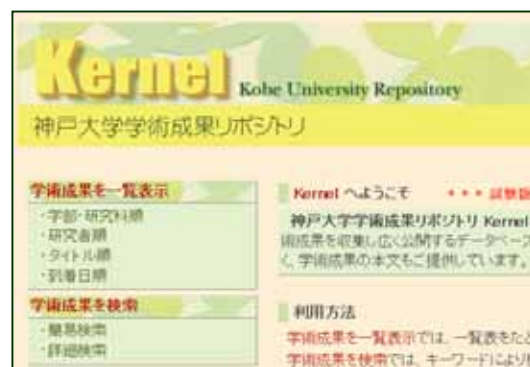 Kernel Kobe University Repository
神戸大学学術成果リポジトリ
学術成果を一覧表示
・学部・研究科順
・研究者順
・タイトル順
・到着日順
学術成果を検索
・簡易検索
・詳細検索
Kernel へようこそ *** 試験版
神戸大学学術成果リポジトリ Kernel
術成果を収集し広く公開するデータベース
く、学術成果の本文もご提供しています。
利用方法
学術成果を一覧表示では、一覧表をたど
学術成果を検索では、キーワードにより